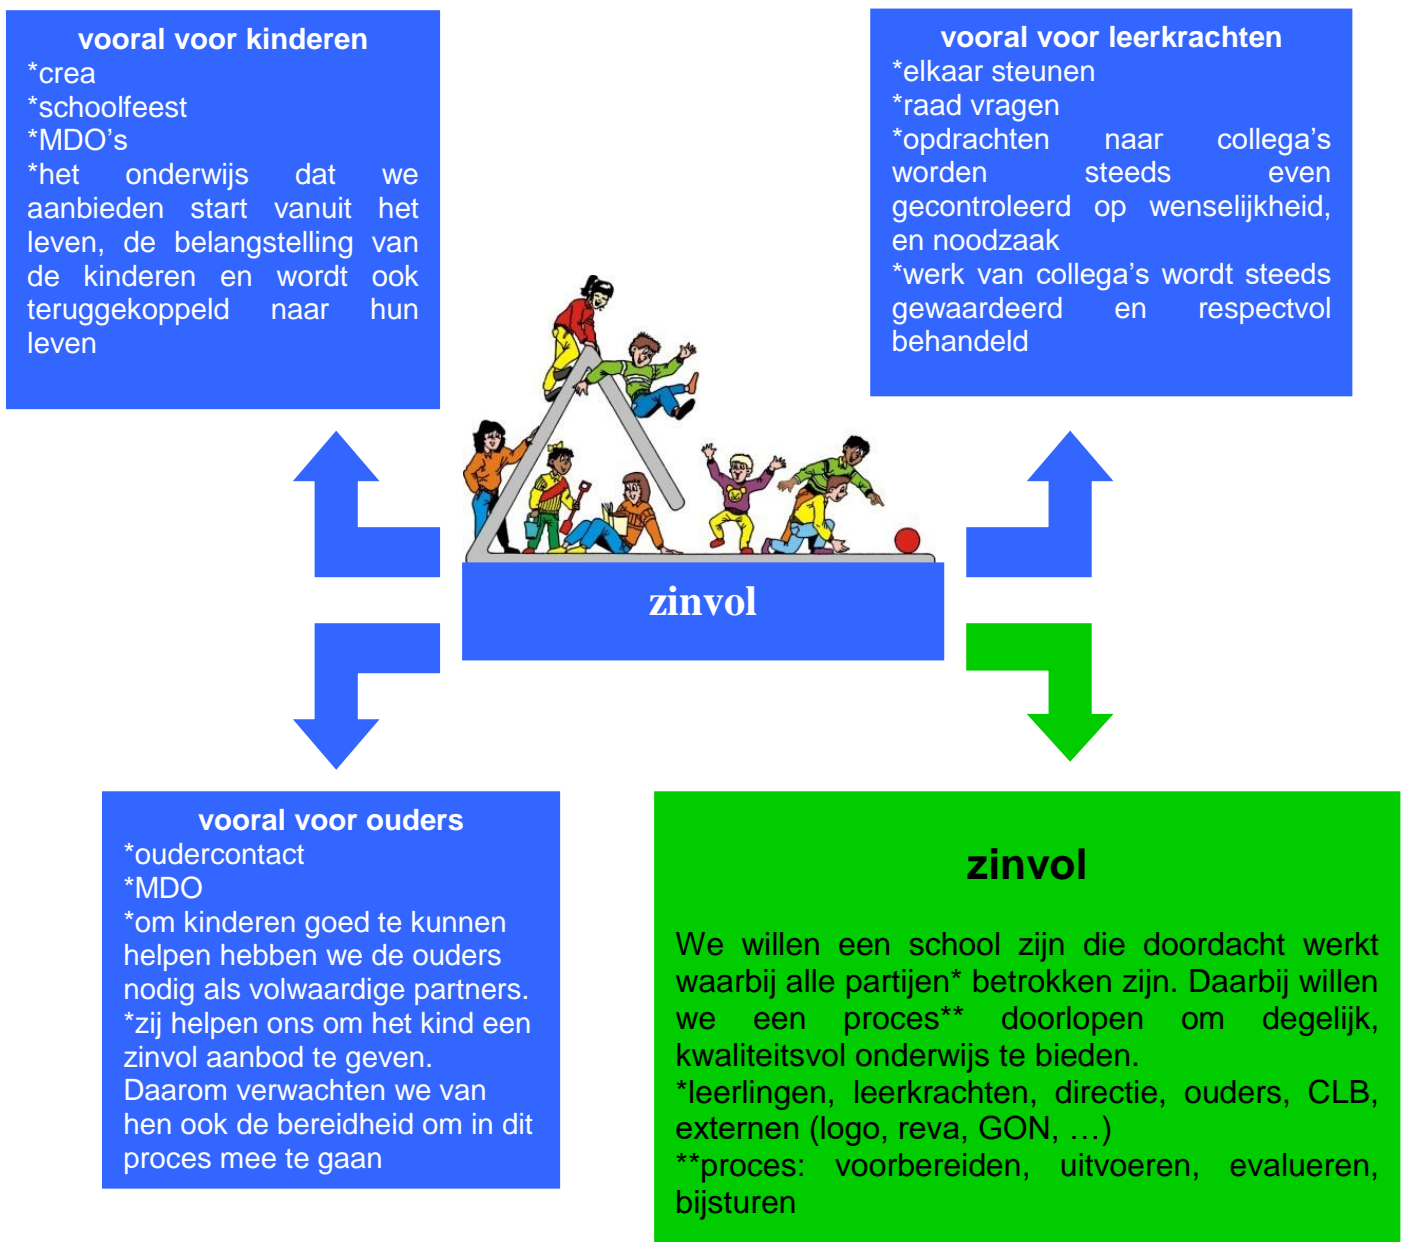 vooral voor kinderen
*crea
*schoolfeest
*MDO’s
*het onderwijs dat we
aanbieden start vanuit het
leven, de belangstelling van
de kinderen en wordt ook
teruggekoppeld naar hun
leven
vooral voor leerkrachten
*elkaar steunen
*raad vragen
*opdrachten naar collega’s
worden steeds even
gecontroleerd op wenselijkheid,
en noodzaak
*werk van collega’s wordt steeds
gewaardeerd en respectvol
behandeld
zinvol
vooral voor ouders
*oudercontact
*MDO
*om kinderen goed te kunnen
helpen hebben we de ouders
nodig als volwaardige partners.
*zij helpen ons om het kind een
zinvol aanbod te geven.
Daarom verwachten we van
hen ook de bereidheid om in dit
proces mee te gaan
zinvol
We willen een school zijn die doordacht werkt
waarbij alle partijen* betrokken zijn. Daarbij willen
we een proces** doorlopen om degelijk,
kwaliteitsvol onderwijs te bieden.
*leerlingen, leerkrachten, directie, ouders, CLB,
externen (logo, reva, GON, …)
**proces: voorbereiden, uitvoeren, evalueren,
bijsturen